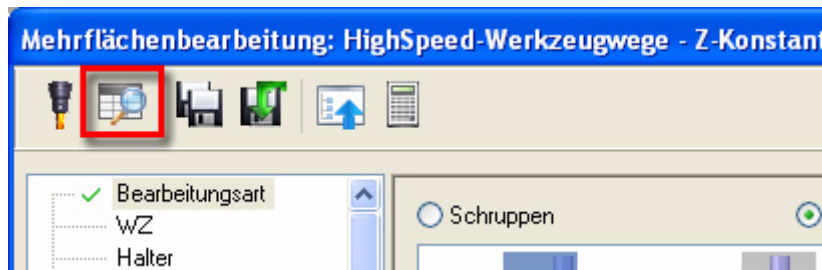 Mehrflächenbearbeitung: HighSpeed-Werkzeugwege - Z-Konstant
Bearbeitungsart
WZ
Halter
Schruppen